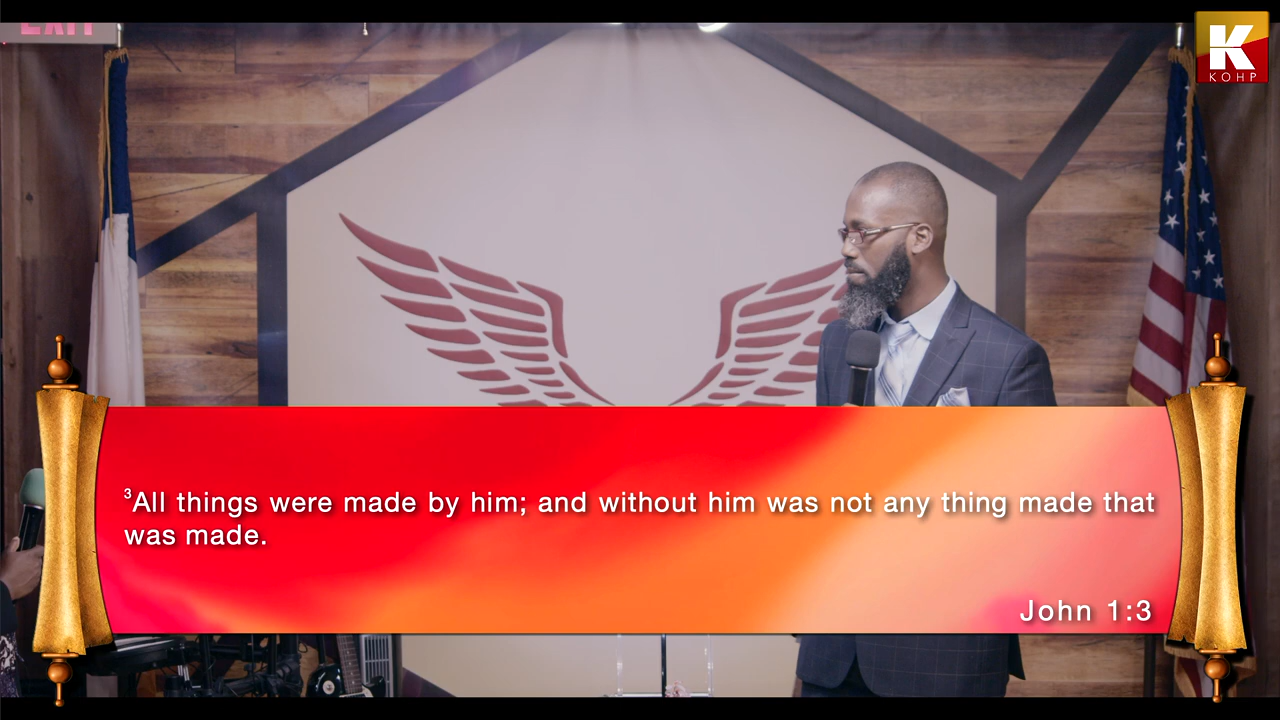 EXIT
K
KOHP
³All things were made by him; and without him was not any thing made that
was made.
John 1:3